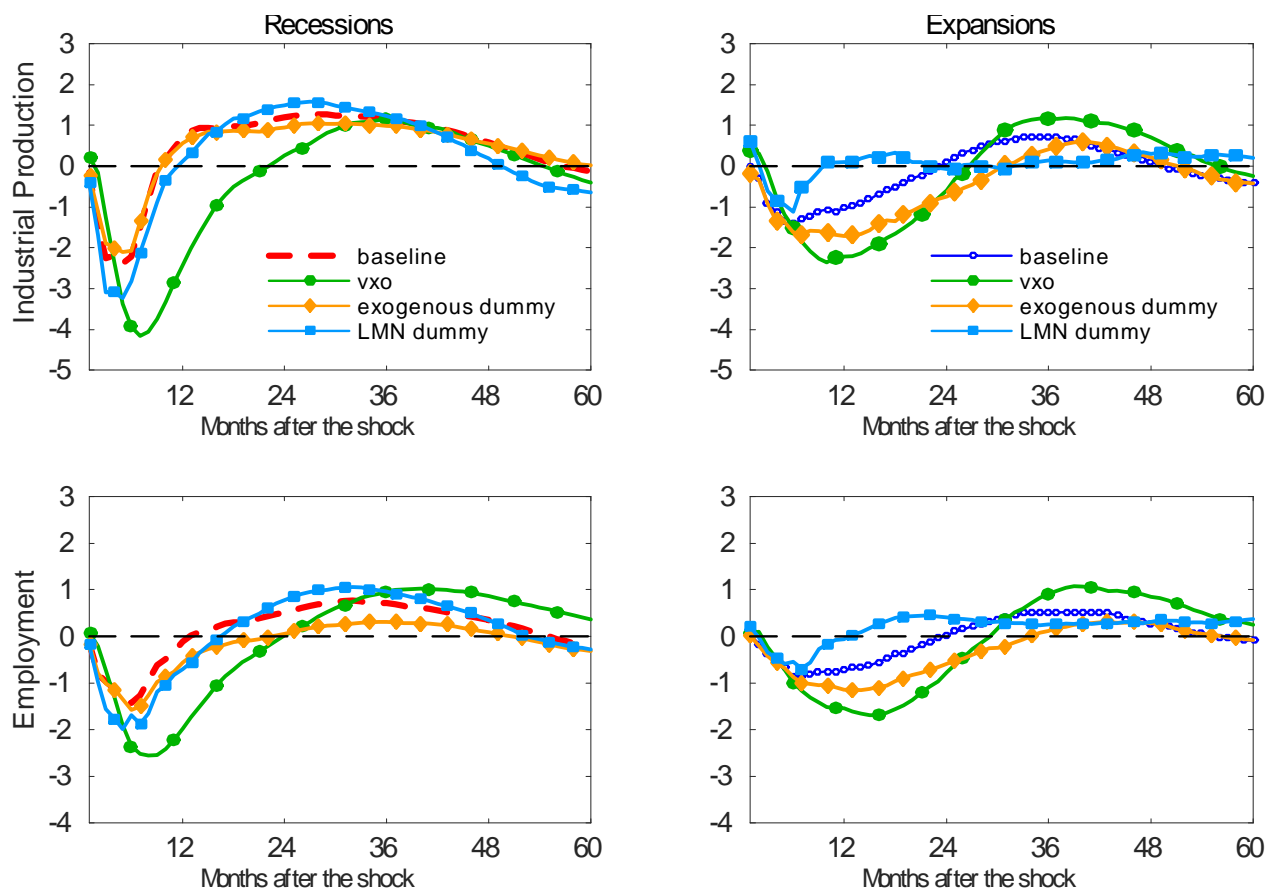 Recessions
Expansions
Industrial Production
3
2
1
0
-1
-2
-3
-4
-5
baseline
vxo
exogenous dummy
LMN dummy
12 24 36 48 60
Months after the shock
3
2
1
0
-1
-2
-3
-4
-5
baseline
vxo
exogenous dummy
LMN dummy
12 24 36 48 60
Months after the shock
Employment
3
2
1
0
-1
-2
-3
-4
12 24 36 48 60
Months after the shock
3
2
1
0
-1
-2
-3
-4
12 24 36 48 60
Months after the shock